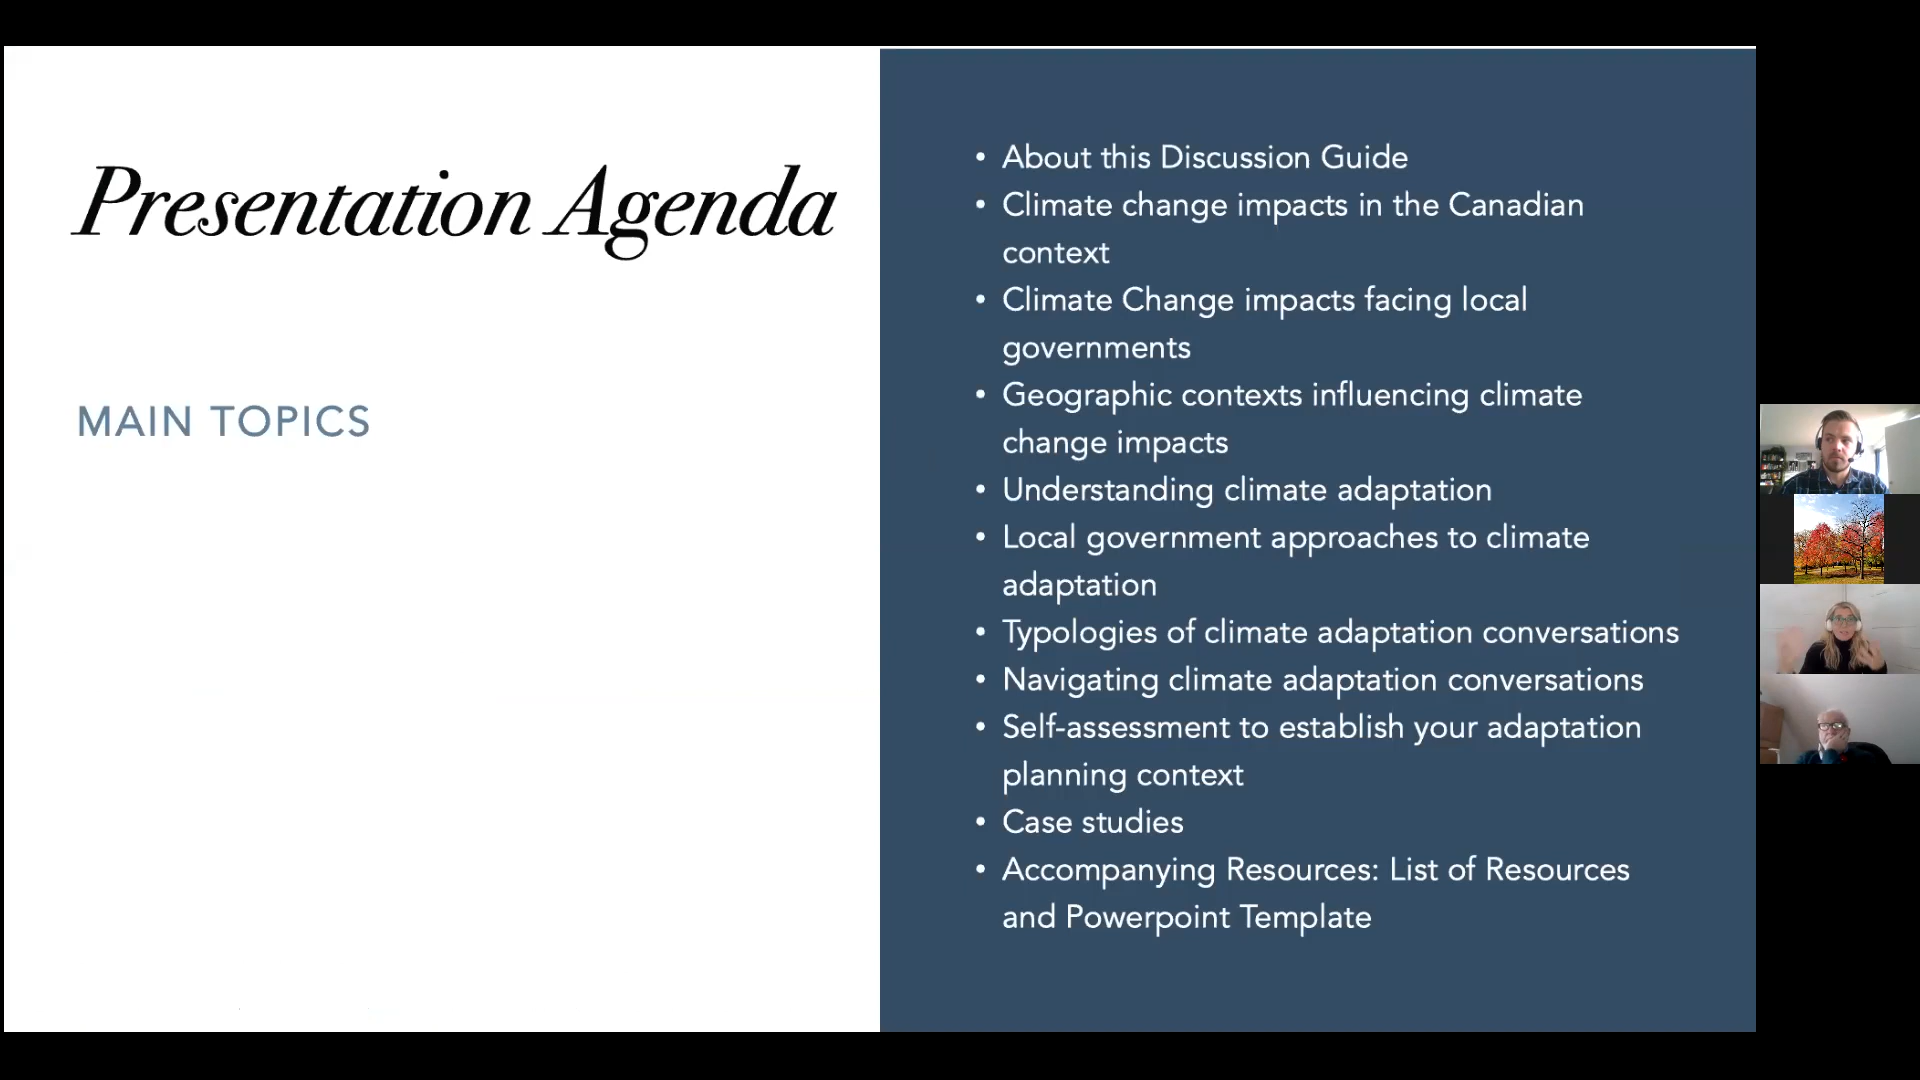 Presentation Agenda
MAIN TOPICS
• About this Discussion Guide
• Climate change impacts in the Canadian
context
• Climate Change impacts facing local
governments
• Geographic contexts influencing climate
change impacts
• Understanding climate adaptation
• Local government approaches to climate
adaptation
• Typologies of climate adaptation conversations
• Navigating climate adaptation conversations
• Self-assessment to establish your adaptation
planning context
• Case studies
• Accompanying Resources: List of Resources
and Powerpoint Template